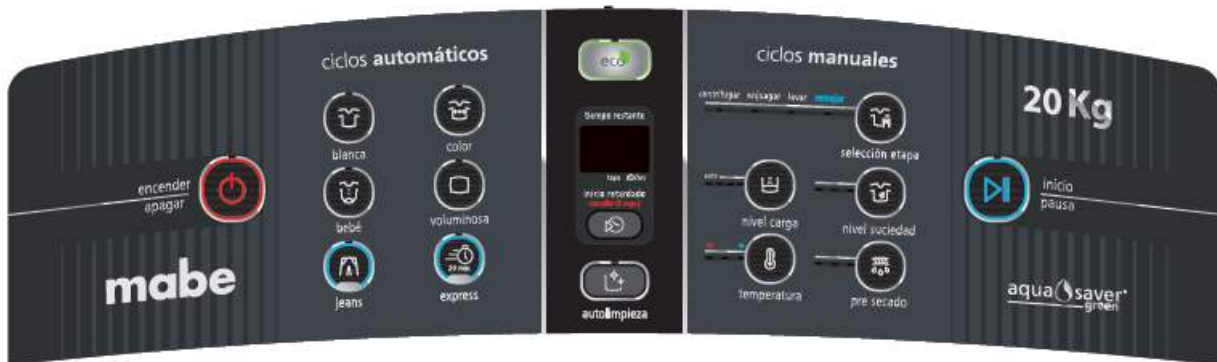 encender
apagar
mabe
ciclos automáticos
blanca
color
bebé
voluminosa
jeans
express
eco
tiempo restante
tapa
inicio retardado
autolimpieza
ciclos manuales
centrifugar enjuagar lavar remojar
selección etapa
nivel carga
nivel suciedad
temperatura
pre secado
20 Kg
inicio
pausa
aqua saver
green